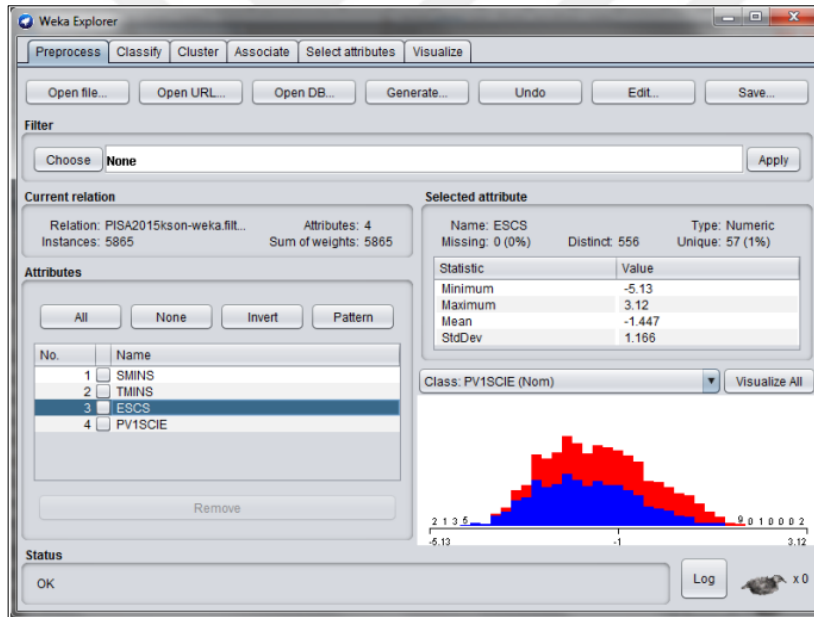 Weka Explorer
Preprocess Classify Cluster Associate Select attributes Visualize
Open file... Open URL... Open DB... Generate... Undo Edit... Save...
Filter
Choose None Apply
Current relation
Relation: PISA2015kson-weka.filt... Attributes: 4
Instances: 5865 Sum of weights: 5865
Attributes
All None Invert Pattern
No. Name
1 SMINS
2 TMINS
3 ESCS
4 PV1SCIE
Remove
Selected attribute
Name: ESCS Type: Numeric
Missing: 0 (0%) Distinct: 556 Unique: 57 (1%)
Statistic Value
Minimum -5.13
Maximum 3.12
Mean -1.447
StdDev 1.166
Class: PV1SCIE (Nom) Visualize All
2 1 3 5 9 0 1 0 0 0 2
-5.13 -1 3.12
Status
OK Log x 0